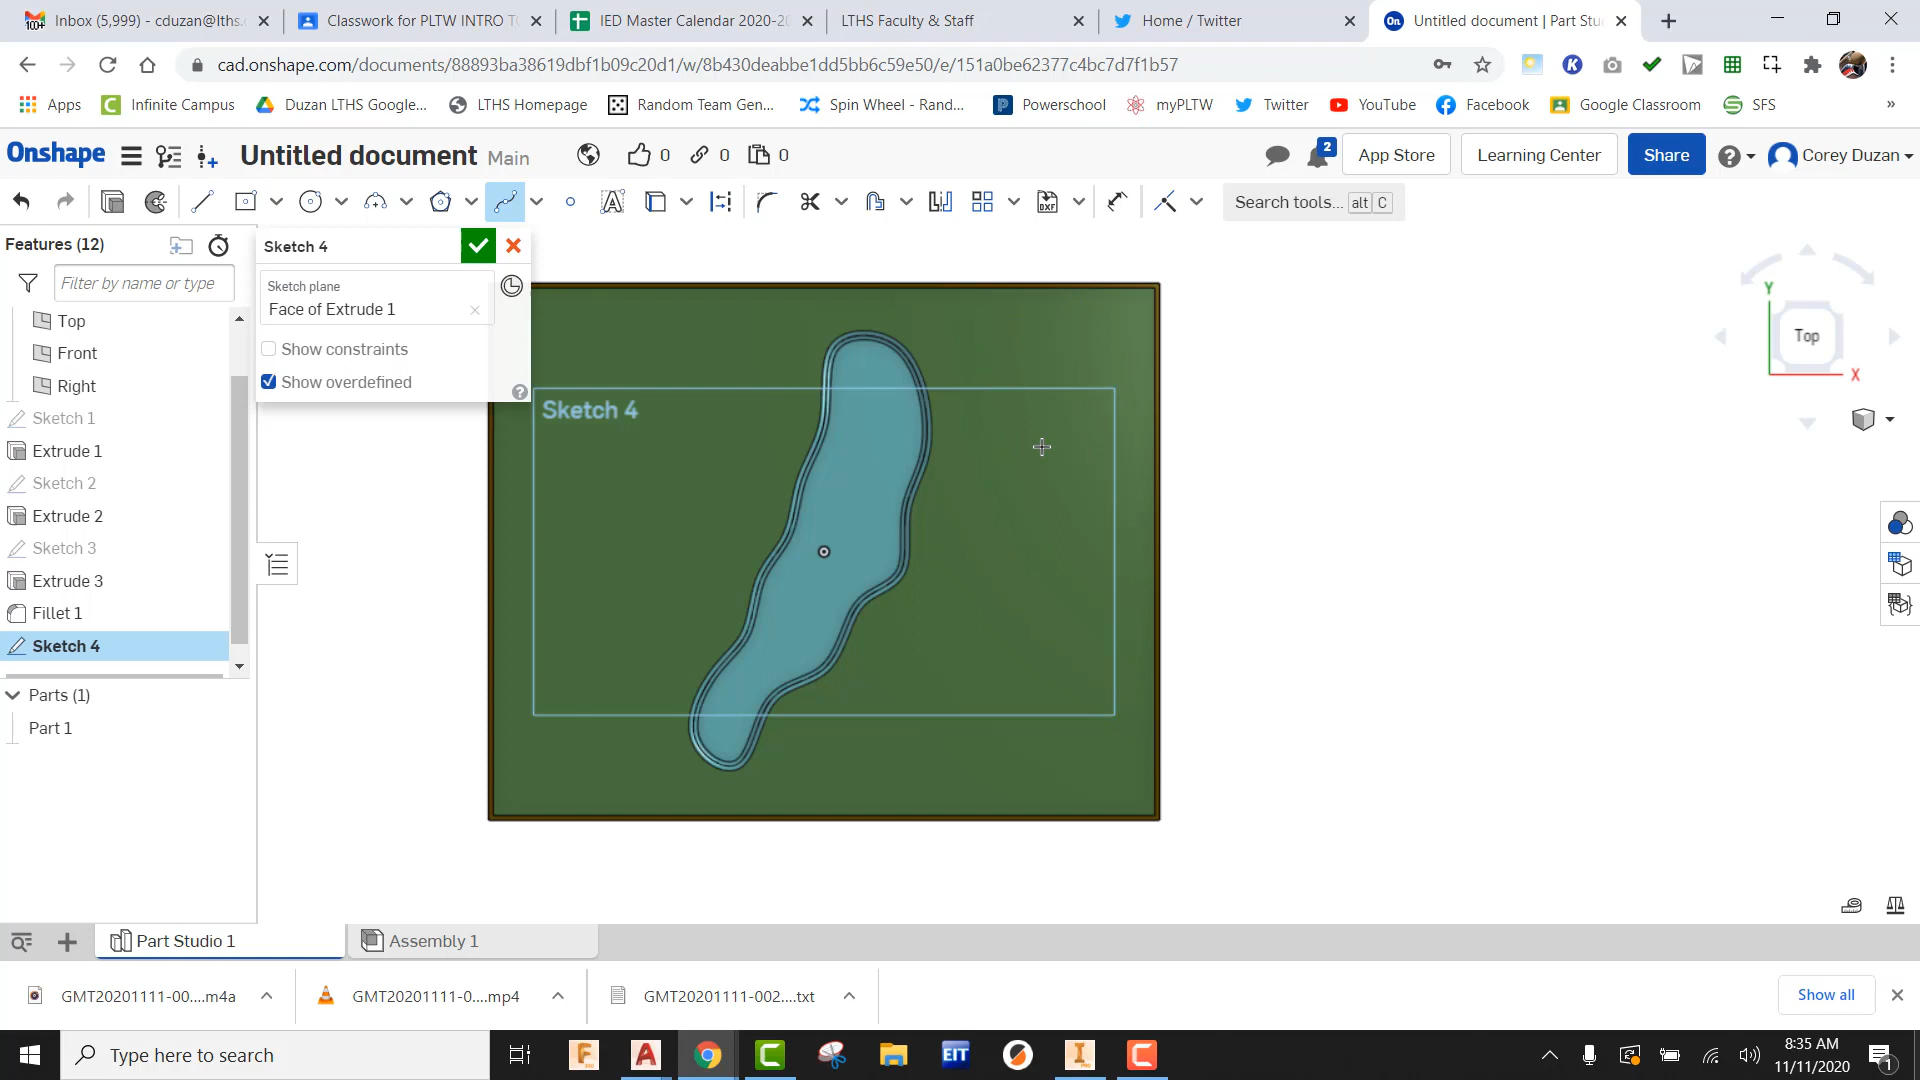 Inbox (5,999) - cduzan@lths.
Classwork for PLTW INTRO T
IED Master Calendar 2020-2
LTHS Faculty & Staff
Home / Twitter
Untitled document | Part Stu
cad.onshape.com/documents/88893ba38619dbf1b09c20d1/w/8b430deabbe1dd5bb6c59e50/e/151a0be62377c4bc7d7f1b57
Apps
Infinite Campus
Duzan LTHS Google...
LTHS Homepage
Random Team Gen...
Spin Wheel - Rand...
Powerschool
myPLTW
Twitter
YouTube
Facebook
Google Classroom
SFS
»
Onshape
Untitled document Main
0
0
0
2
App Store
Learning Center
Share
Corey Duzan
Search tools... alt C
Features (12)
Filter by name or type
Top
Front
Right
Sketch 1
Extrude 1
Sketch 2
Extrude 2
Sketch 3
Extrude 3
Fillet 1
Sketch 4
Parts (1)
Part 1
Sketch 4
Sketch plane
Face of Extrude 1
Show constraints
Show overdefined
Sketch 4
Y
Top
X
Part Studio 1
Assembly 1
GMT20201111-00....m4a
GMT20201111-0....mp4
GMT20201111-002....txt
Show all
Type here to search
EIT
8:35 AM
11/11/2020
1